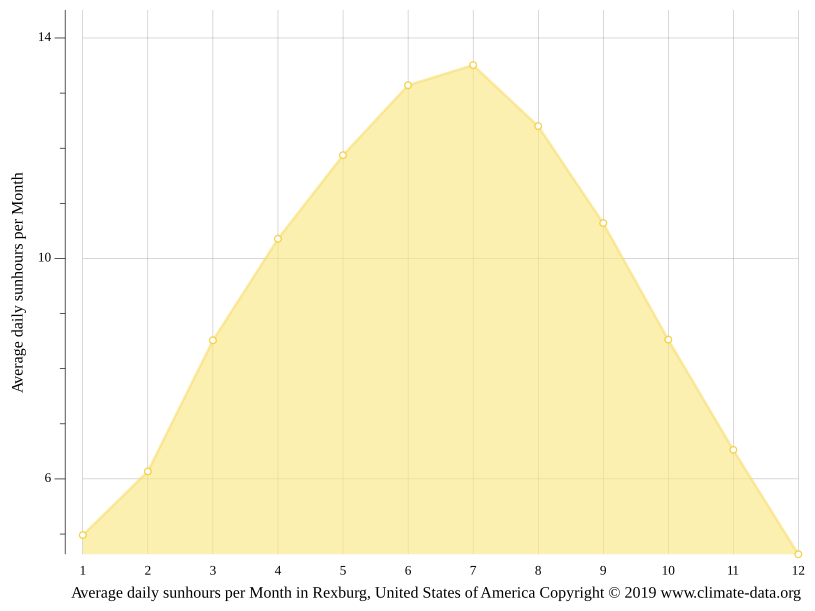 14
10
6
Average daily sunhours per Month
1 2 3 4 5 6 7 8 9 10 11 12
Average daily sunhours per Month in Rexburg, United States of America Copyright © 2019 www.climate-data.org